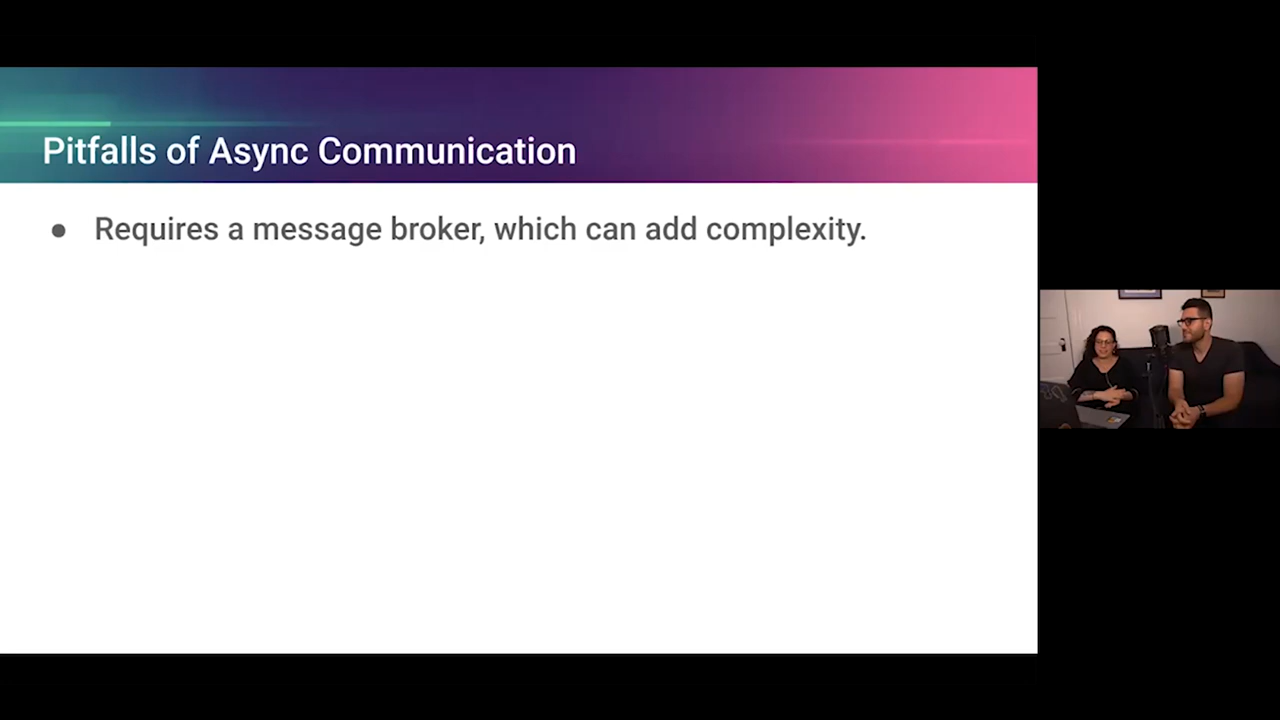 Pitfalls of Async Communication
● Requires a message broker, which can add complexity.